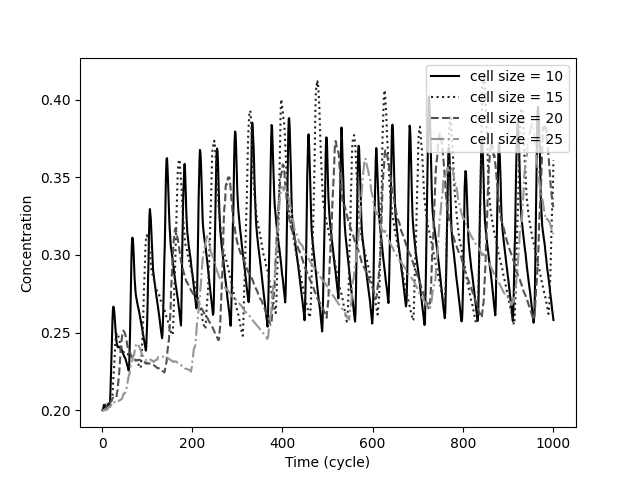 cell size = 10
cell size = 15
cell size = 20
cell size = 25
0.40
0.35
0.30
0.25
0.20
Concentration
0
200
400
600
800
1000
Time (cycle)